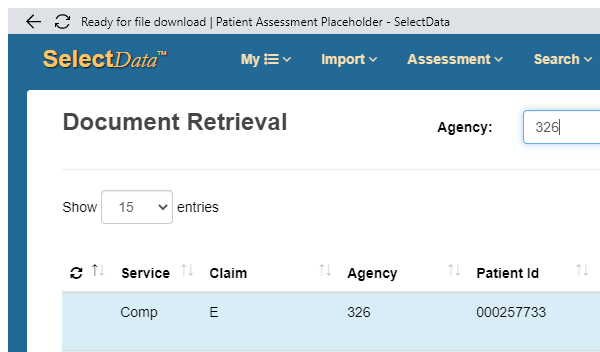 Ready for file download | Patient Assessment Placeholder - SelectData
SelectData™ My Import Assessment Search
Document Retrieval Agency: 326
Show 15 entries
Service Claim Agency Patient Id
Comp E 326 000257733